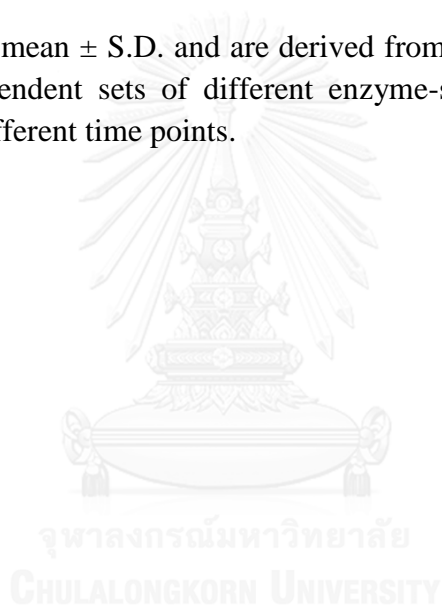 mean ± S.D. and are derived from
endent sets of different enzyme-s
fferent time points.
จุฬาลงกรณ์มหาวิทยาลัย
CHULALONGKORN UNIVERSITY